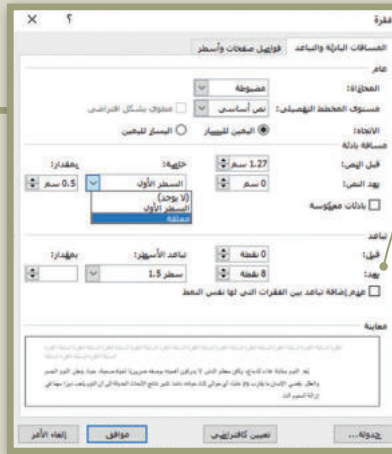 فقرة ؟ ×
المسافات البادئة والتباعد فواصل صفحات وأسطر
عام
المحاذاة: مضبوطة
مستوى المخطط التفصيلي: نص أساسي مطوي بشكل افتراضي
الاتجاه: اليمين لليسار اليسار لليمين
مسافة بادئة
قبل النص: 1.27 سم خاصة: بمقدار:
بعد النص: 0 سم السطر الأول 0.5 سم
(لا يوجد)
السطر الأول
معلقة
بادئات معكوسة
تباعد
قبل: 0 نقطة تباعد الأسطر: بمقدار:
بعد: 8 نقطة سطر 1.5
عدم إضافة تباعد بين الفقرات التي لها نفس النمط
معاينة
جدولة... تعيين كافتراضي موافق إلغاء الأمر